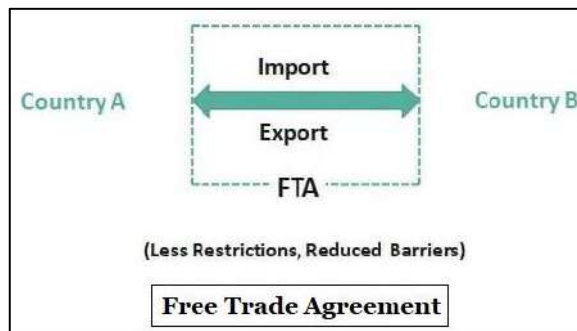 Import
Country A
Country B
Export
FTA
(Less Restrictions, Reduced Barriers)
Free Trade Agreement